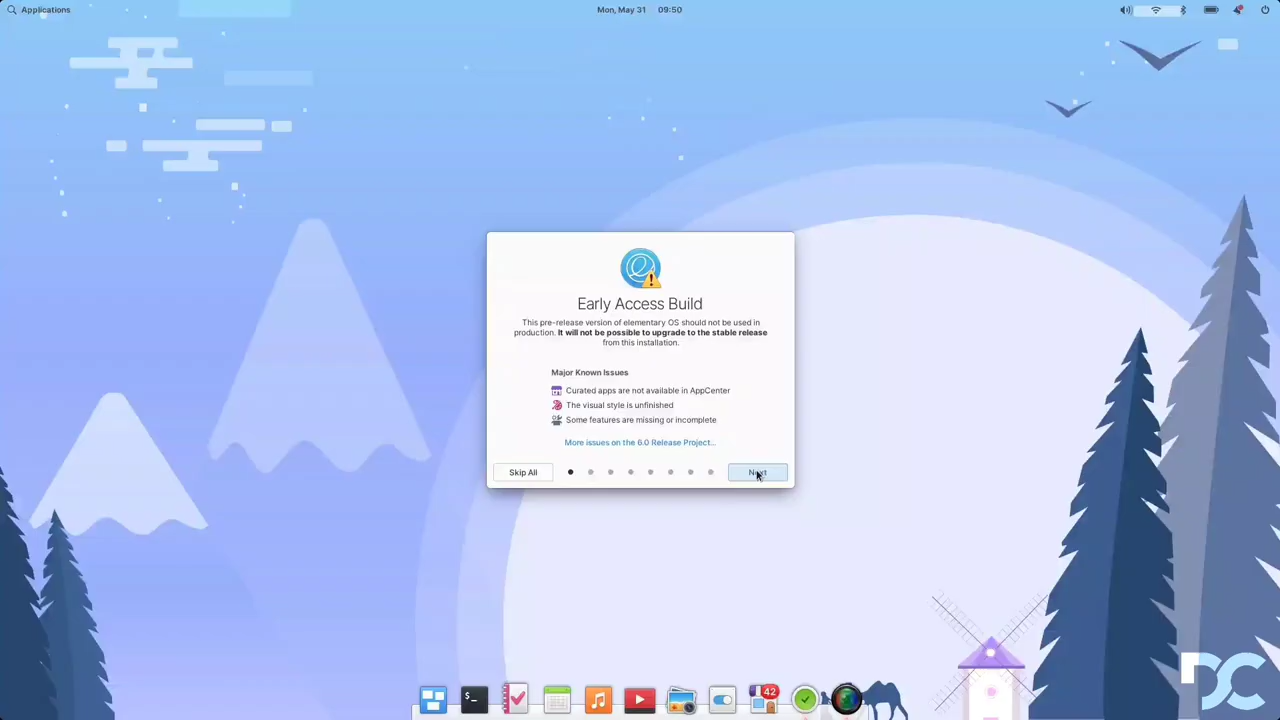 Applications
Mon, May 31 09:50
Early Access Build
This pre-release version of elementary OS should not be used in
production. It will not be possible to upgrade to the stable release
from this installation.
Major Known Issues
Curated apps are not available in AppCenter
The visual style is unfinished
Some features are missing or incomplete
More issues on the 6.0 Release Project...
Skip All
Next
42
DC